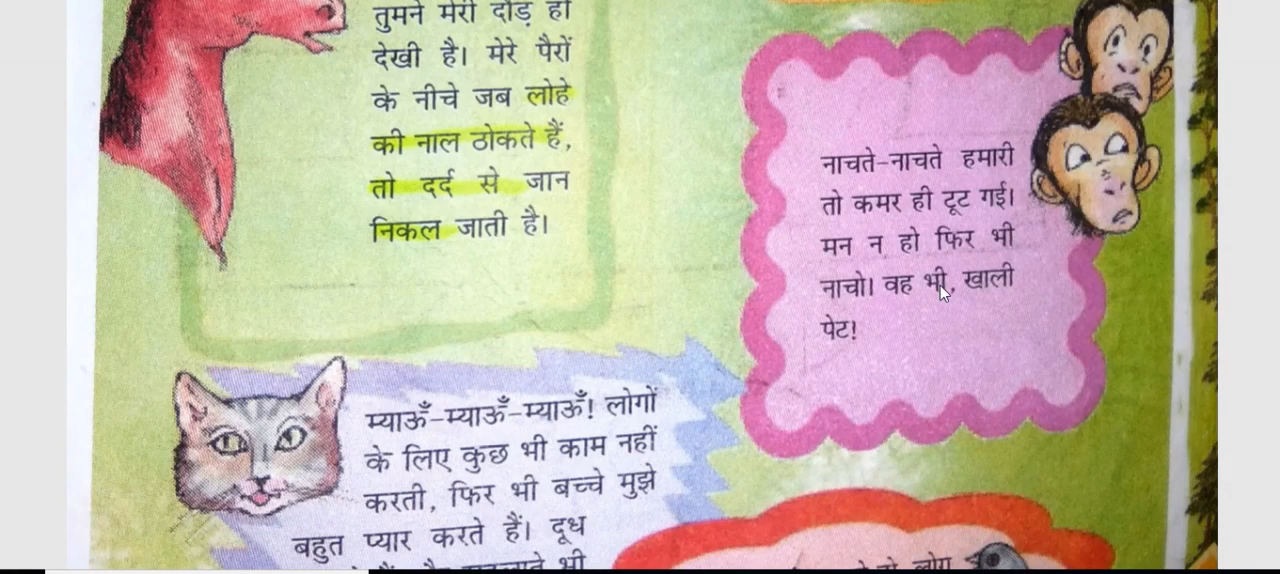 तुमने मेरी दौड़ ही
देखी है। मेरे पैरों
के नीचे जब लोहे
की नाल ठोकते हैं,
तो दर्द से जान
निकल जाती है।
नाचते-नाचते हमारी
तो कमर ही टूट गई।
मन न हो फिर भी
नाचो। वह भी, खाली
पेट!
म्याऊँ-म्याऊँ-म्याऊँ! लोगों
के लिए कुछ भी काम नहीं
करती, फिर भी बच्चे मुझे
बहुत प्यार करते हैं। दूध
भी
लोग